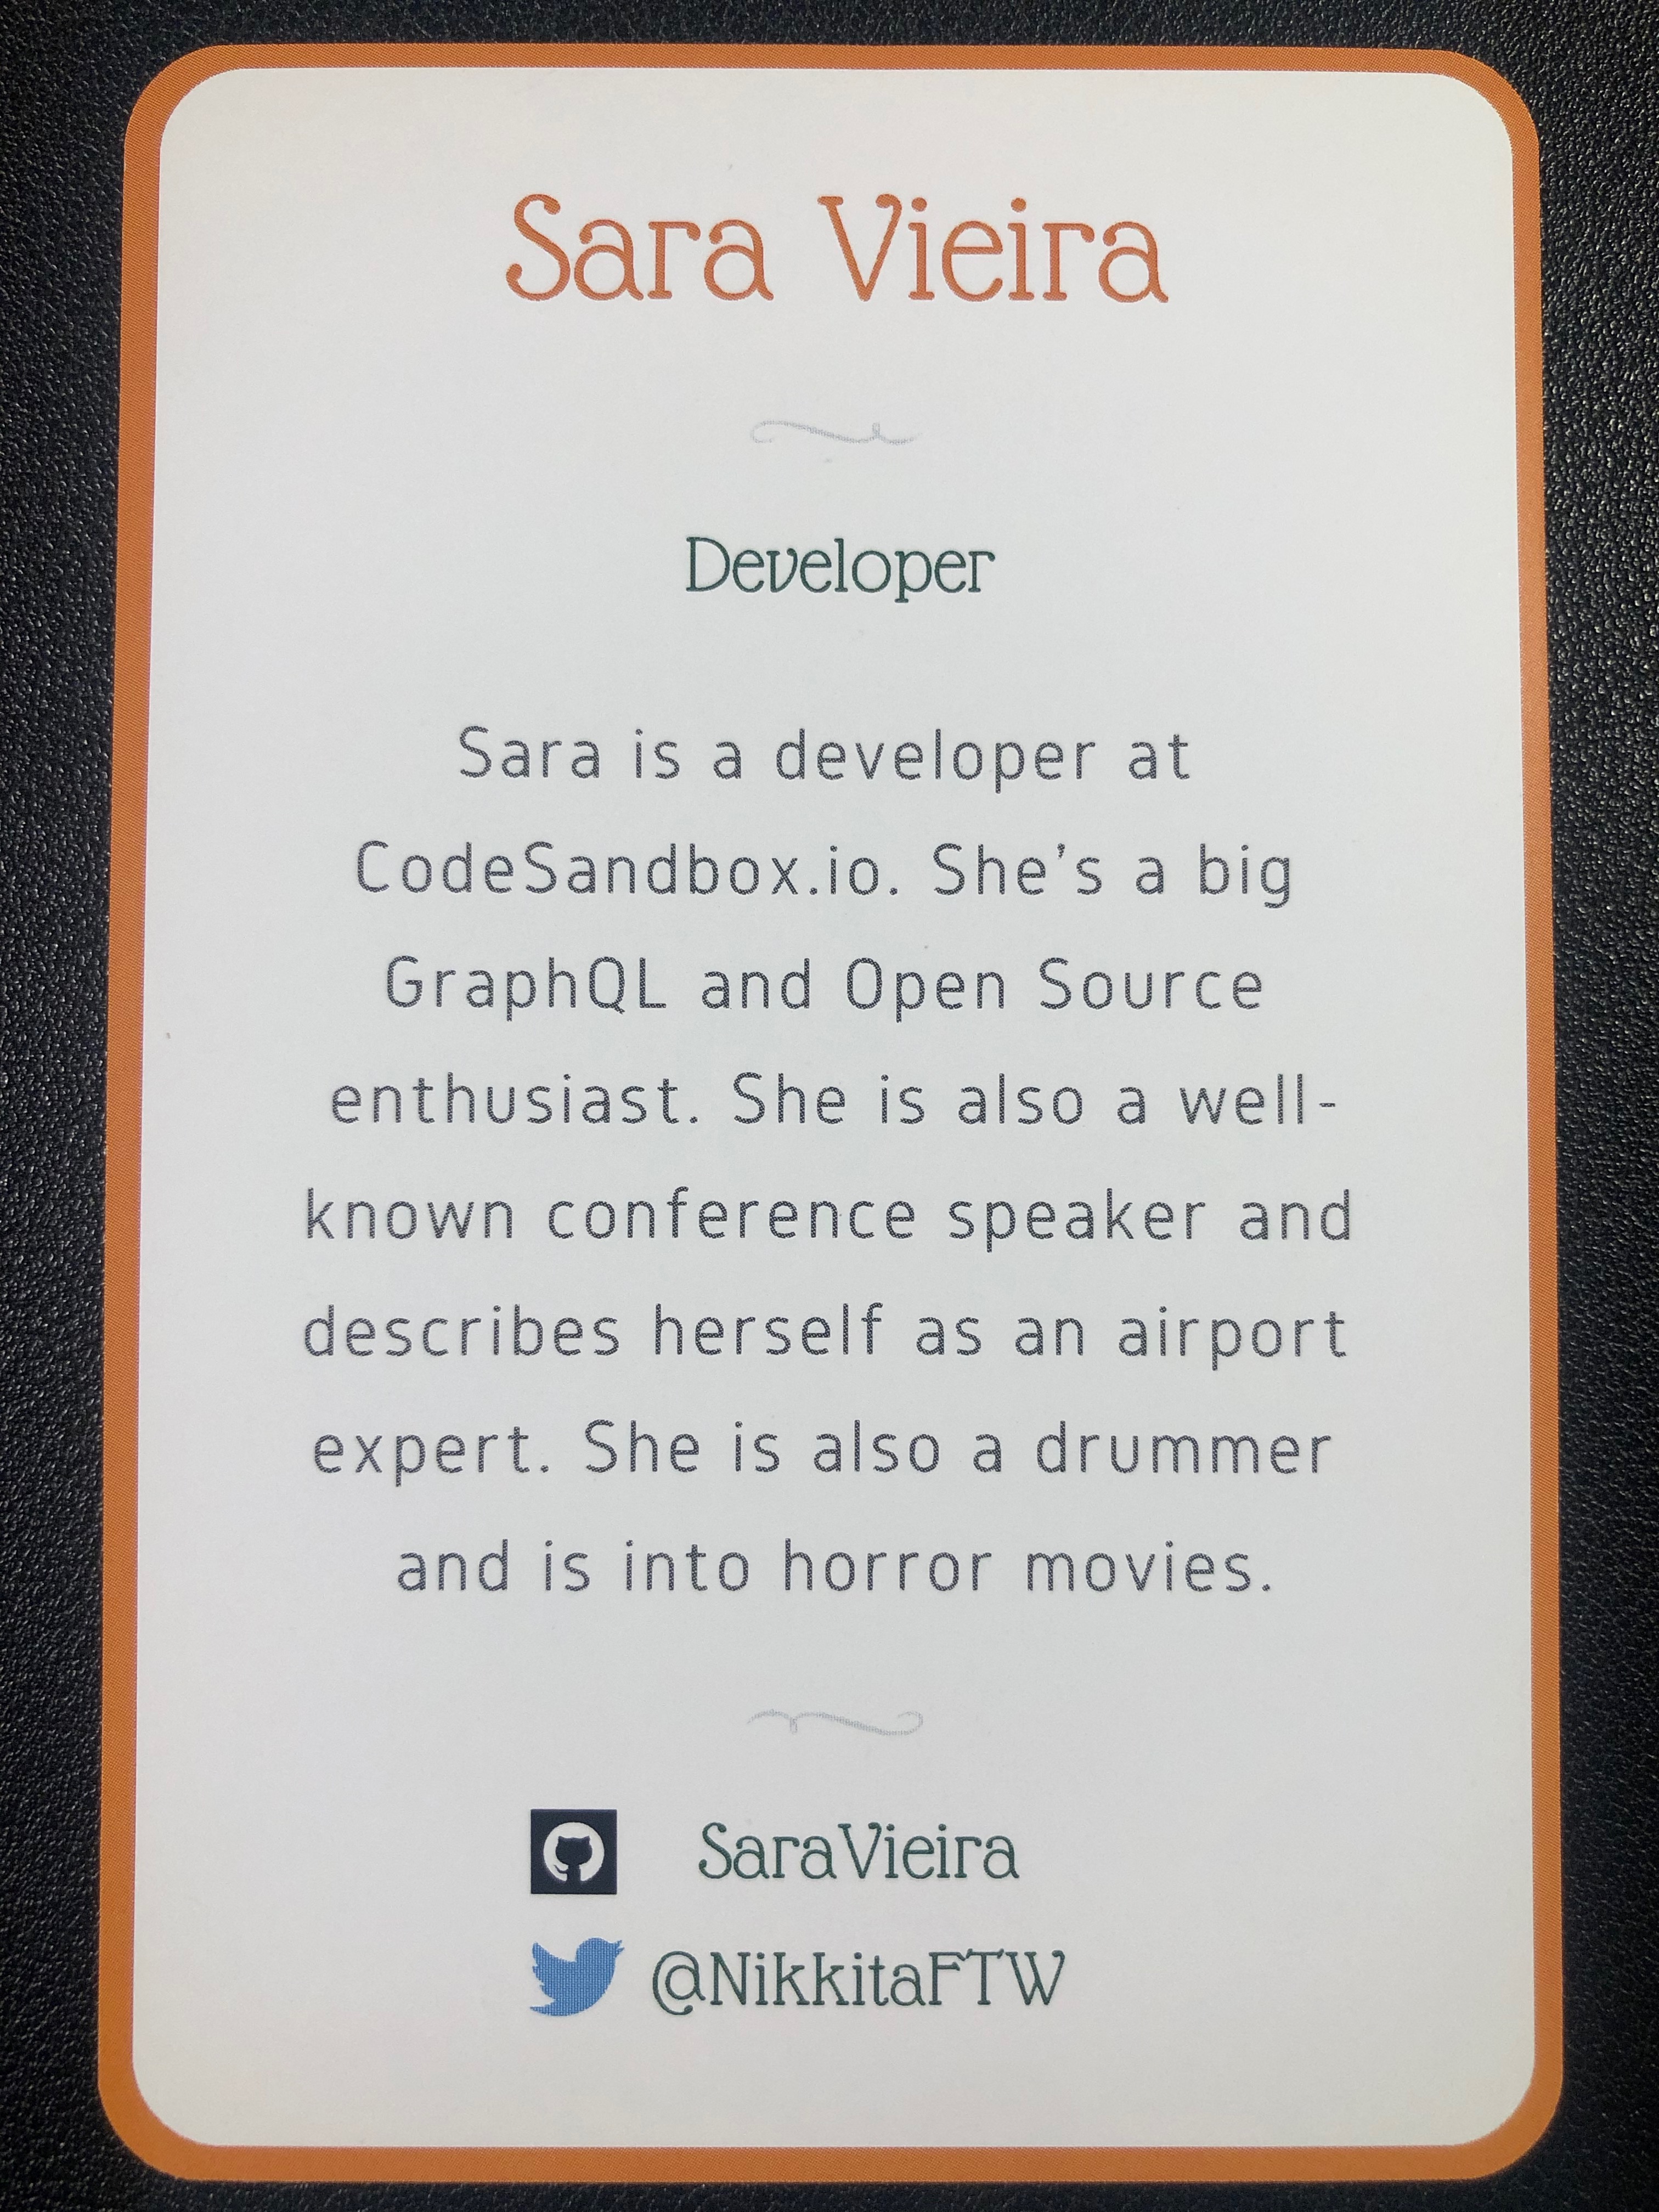 Sara Vieira
Developer
Sara is a developer at
CodeSandbox.io. She's a big
GraphQL and Open Source
enthusiast. She is also a well-
known conference speaker and
describes herself as an airport
expert. She is also a drummer
and is into horror movies.
SaraVieira
@NikkitaFTW